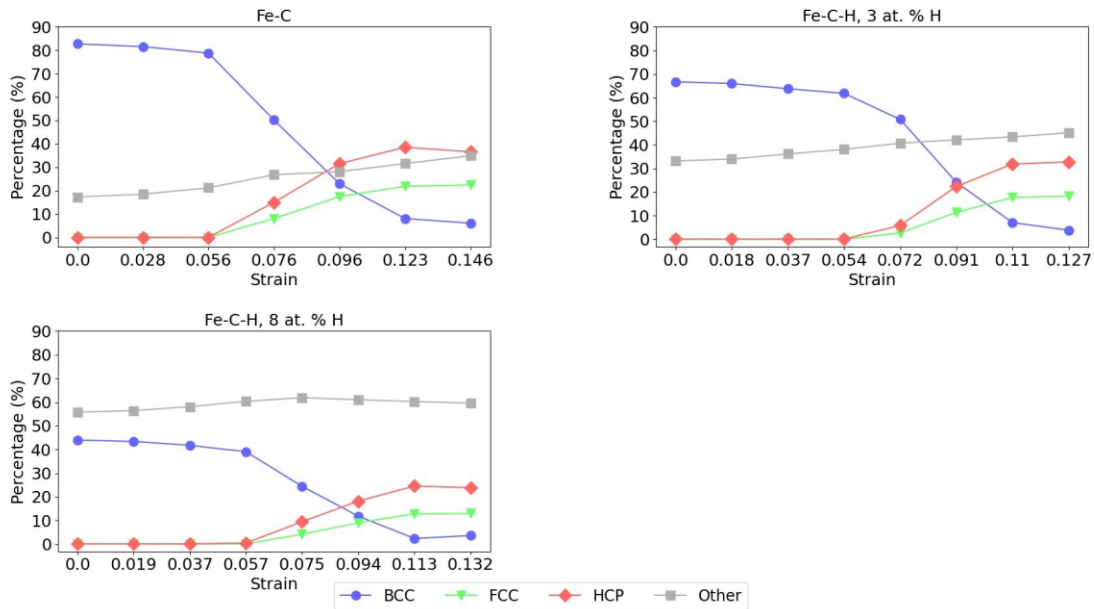 Fe-C
90
80
70
60
50
40
30
20
10
0
Percentage (%)
0.0 0.028 0.056 0.076 0.096 0.123 0.146
Strain
Fe-C-H, 3 at. % H
90
80
70
60
50
40
30
20
10
0
Percentage (%)
0.0 0.018 0.037 0.054 0.072 0.091 0.11 0.127
Strain
Fe-C-H, 8 at. % H
90
80
70
60
50
40
30
20
10
0
Percentage (%)
0.0 0.019 0.037 0.057 0.075 0.094 0.113 0.132
Strain
BCC FCC HCP Other